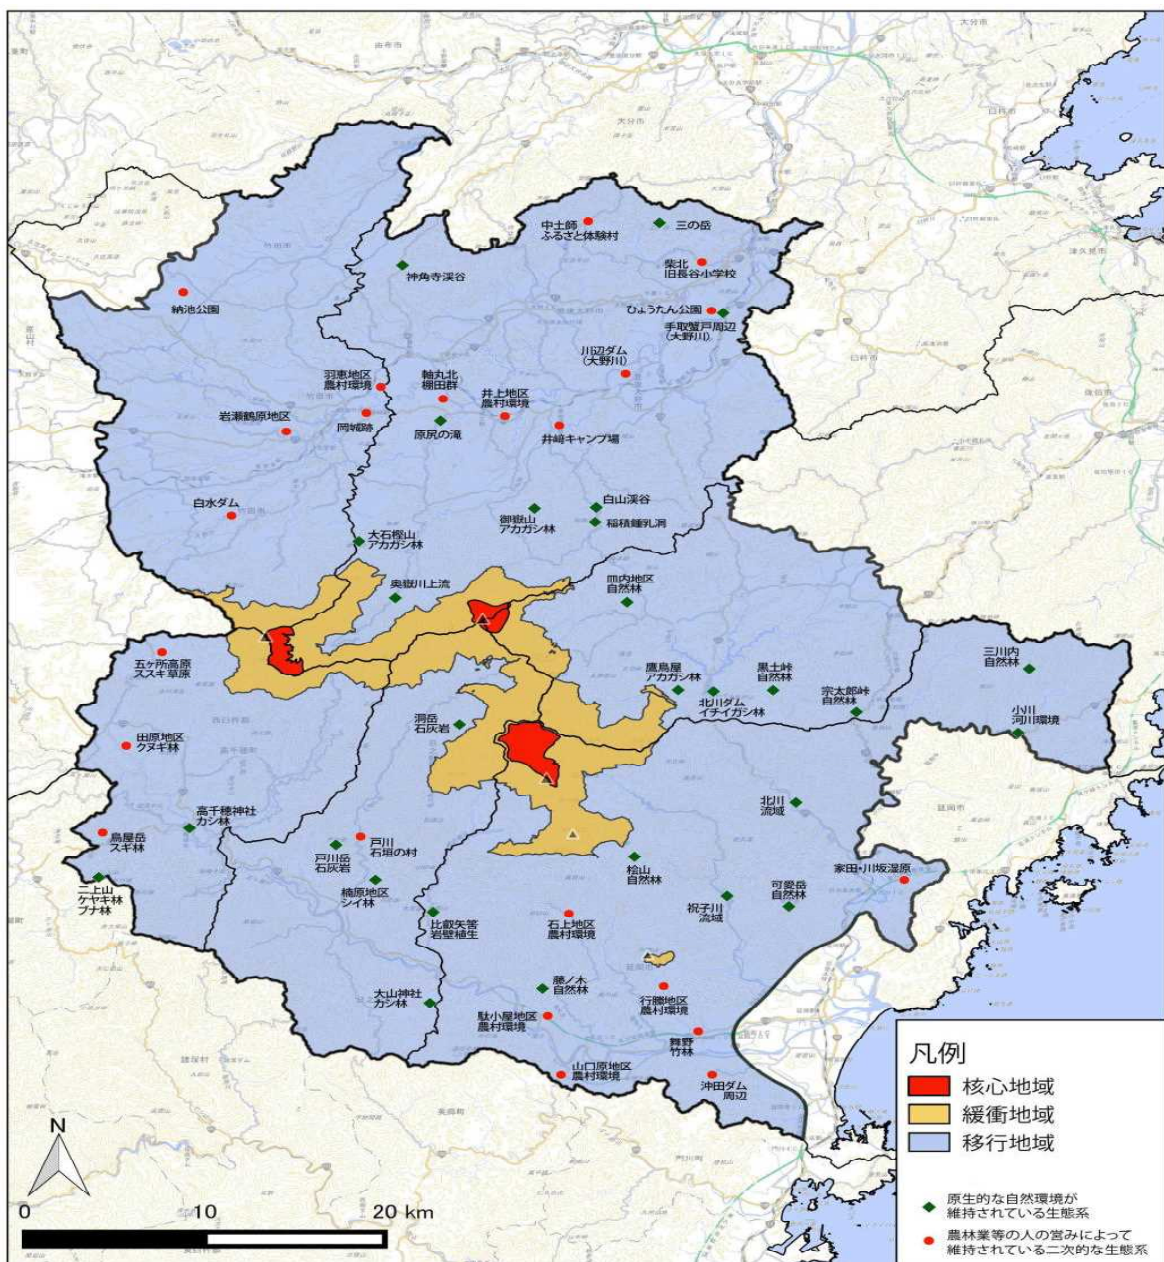 中土師
ふるさと体験村
三の岳
柴北
旧長谷小学校
神角寺渓谷
納池公園
ひょうたん公園
手取蟹戸周辺
(大野川)
川辺ダム
(大野川)
羽恵地区
農村環境
軸丸北
棚田群
井上地区
農村環境
岩瀬鶴原地区
岡城跡
原尻の滝
井崎キャンプ場
白水ダム
御嶽山
アカガシ林
白山渓谷
稲積鍾乳洞
大石樫山
アカガシ林
奥嶽川上流
皿内地区
自然林
五ヶ所高原
ススキ草原
鷹鳥屋
アカガシ林
黒土峠
自然林
三川内
自然林
北川ダム
イチイガシ林
宗太郎峠
自然林
小川
河川環境
洞岳
石灰岩
田原地区
クヌギ林
高千穂神社
カシ林
北川
流域
鳥屋岳
スギ林
戸川
石垣の村
戸川岳
石灰岩
二上山
ケヤキ林
ブナ林
楠原地区
シイ林
桧山
自然林
家田・川坂湿原
祝子川
流域
可愛岳
自然林
比叡矢筈
岩壁植生
石上地区
農村環境
大山神社
カシ林
藤ノ木
自然林
行縢地区
農村環境
駄小屋地区
農村環境
舞野
竹林
山口原地区
農村環境
沖田ダム
周辺
凡例
核心地域
緩衝地域
移行地域
原生的な自然環境が
維持されている生態系
農林業等の人の営みによって
維持されている二次的な生態系
N
0 10 20 km